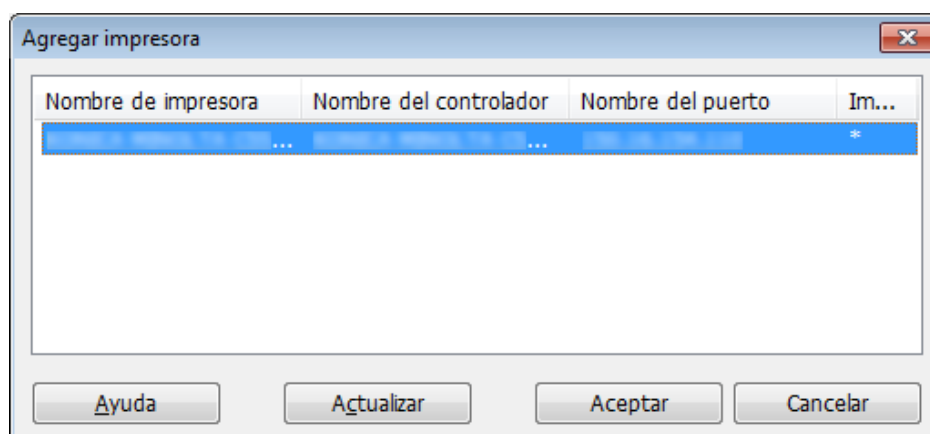 Agregar impresora
Nombre de impresora Nombre del controlador Nombre del puerto Im...
... ... *
Ayuda Actualizar Aceptar Cancelar